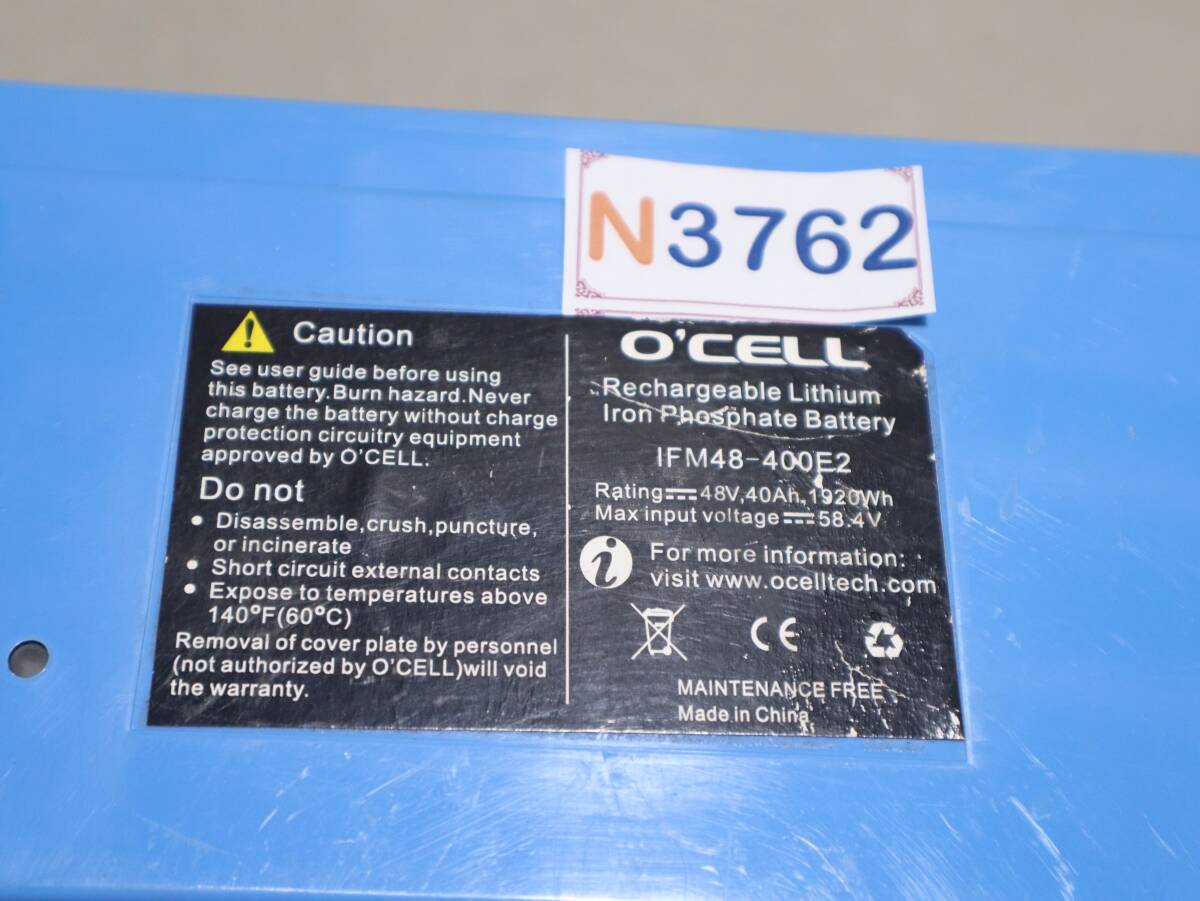 N3762
Caution
See user guide before using
this battery.Burn hazard.Never
charge the battery without charge
protection circuitry equipment
approved by O'CELL.
Do not
• Disassemble,crush,puncture,
or incinerate
• Short circuit external contacts
• Expose to temperatures above
140°F(60°C)
Removal of cover plate by personnel
(not authorized by O'CELL)will void
the warranty.
O'CELL
Rechargeable Lithium
Iron Phosphate Battery
IFM48-400E2
Rating⎓48V,40Ah,1920Wh
Max input voltage⎓58.4V
i
For more information:
visit www.ocelltech.com
CE
MAINTENANCE FREE
Made in China